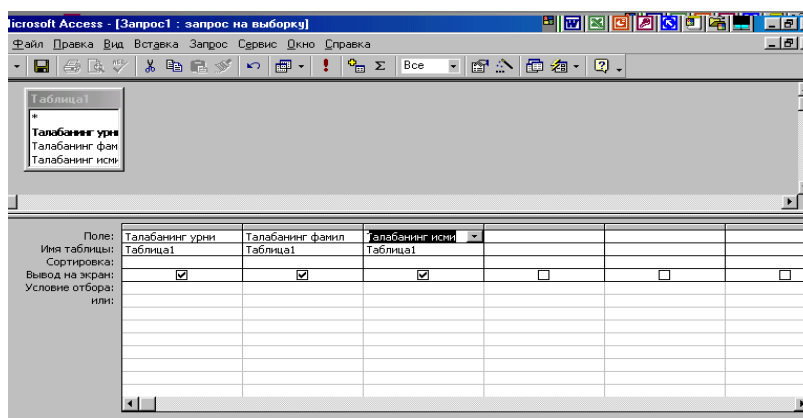 Microsoft Access - [Запрос1 : запрос на выборку]
Файл Правка Вид Вставка Запрос Сервис Окно Справка
Все
Таблица1
*
Талабанинг урни
Талабанинг фам
Талабанинг исми
Поле: Талабанинг урни Талабанинг фамил Талабанинг исми
Имя таблицы: Таблица1 Таблица1 Таблица1
Сортировка:
Вывод на экран:
Условие отбора:
или: